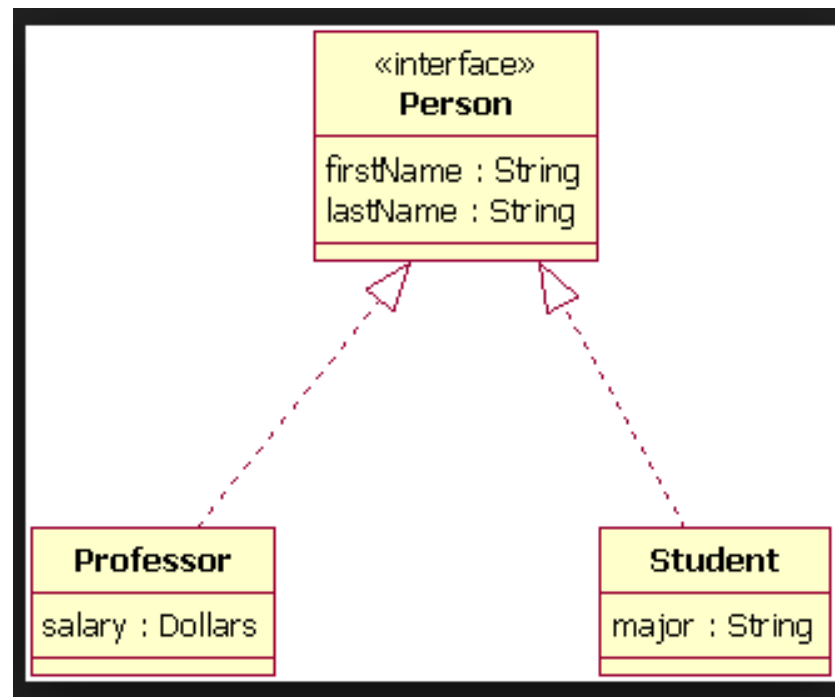 «interface»
Person
firstName : String
lastName : String
Professor
salary : Dollars
Student
major : String